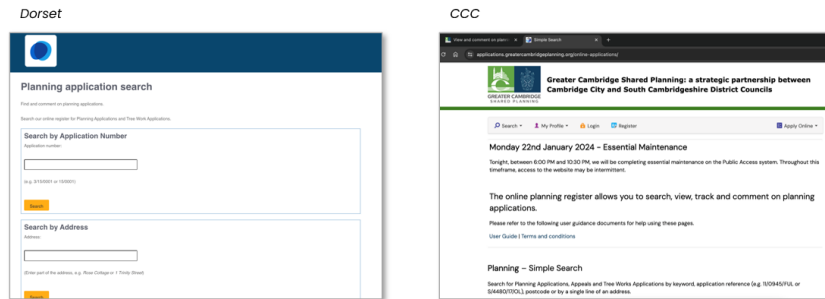 Dorset
Planning application search
Find and comment on planning applications.
Search our online register for Planning Applications and Tree Work Applications.
Search by Application Number
Application number:
(e.g. 3/15/0001 or 15/0001)
Search
Search by Address
Address:
(Enter part of the address, e.g. Rose Cottage or 1 Trinity Street)
Search
CCC
View and comment on plann
Simple Search
applications.greatercambridgeplanning.org/online-applications/
GREATER CAMBRIDGE
SHARED PLANNING
Greater Cambridge Shared Planning: a strategic partnership between
Cambridge City and South Cambridgeshire District Councils
Search
My Profile
Login
Register
Apply Online
Monday 22nd January 2024 - Essential Maintenance
Tonight, between 6:00 PM and 10:30 PM, we will be completing essential maintenance on the Public Access system. Throughout this
timeframe, access to the website may be intermittent.
The online planning register allows you to search, view, track and comment on planning
applications.
Please refer to the following user guidance documents for help using these pages.
User Guide | Terms and conditions
Planning – Simple Search
Search for Planning Applications, Appeals and Tree Works Applications by keyword, application reference (e.g. 11/0945/FUL or
S/4480/17/OL), postcode or by a single line of an address.